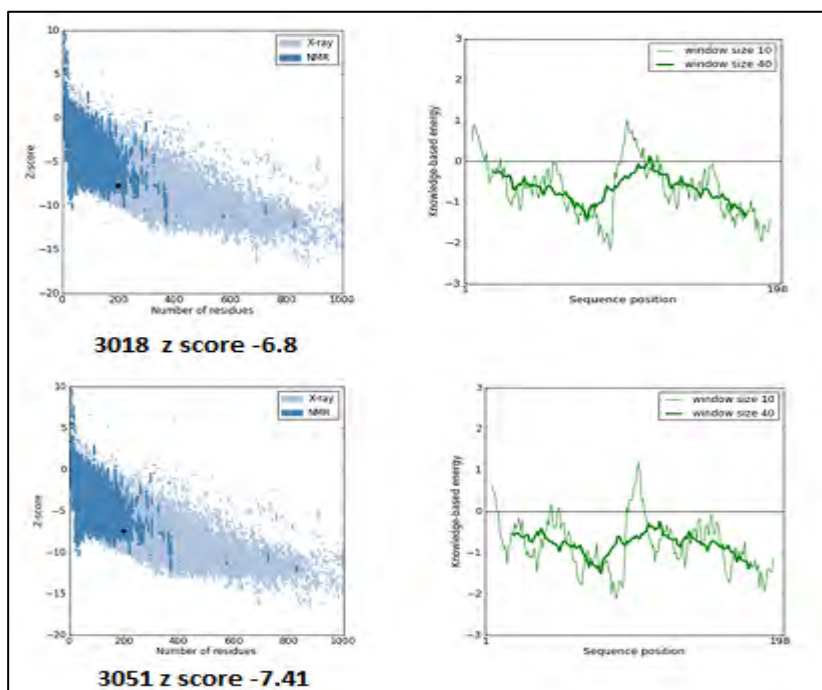 10
5
0
−5
−10
−15
−20
Z-score
X-ray
NMR
0 200 400 600 800 1000
Number of residues
3018 z score -6.8
3
2
1
0
−1
−2
−3
Knowledge-based energy
window size 10
window size 40
1 198
Sequence position
10
5
0
−5
−10
−15
−20
Z-score
X-ray
NMR
0 200 400 600 800 1000
Number of residues
3051 z score -7.41
3
2
1
0
−1
−2
−3
Knowledge-based energy
window size 10
window size 40
1 198
Sequence position